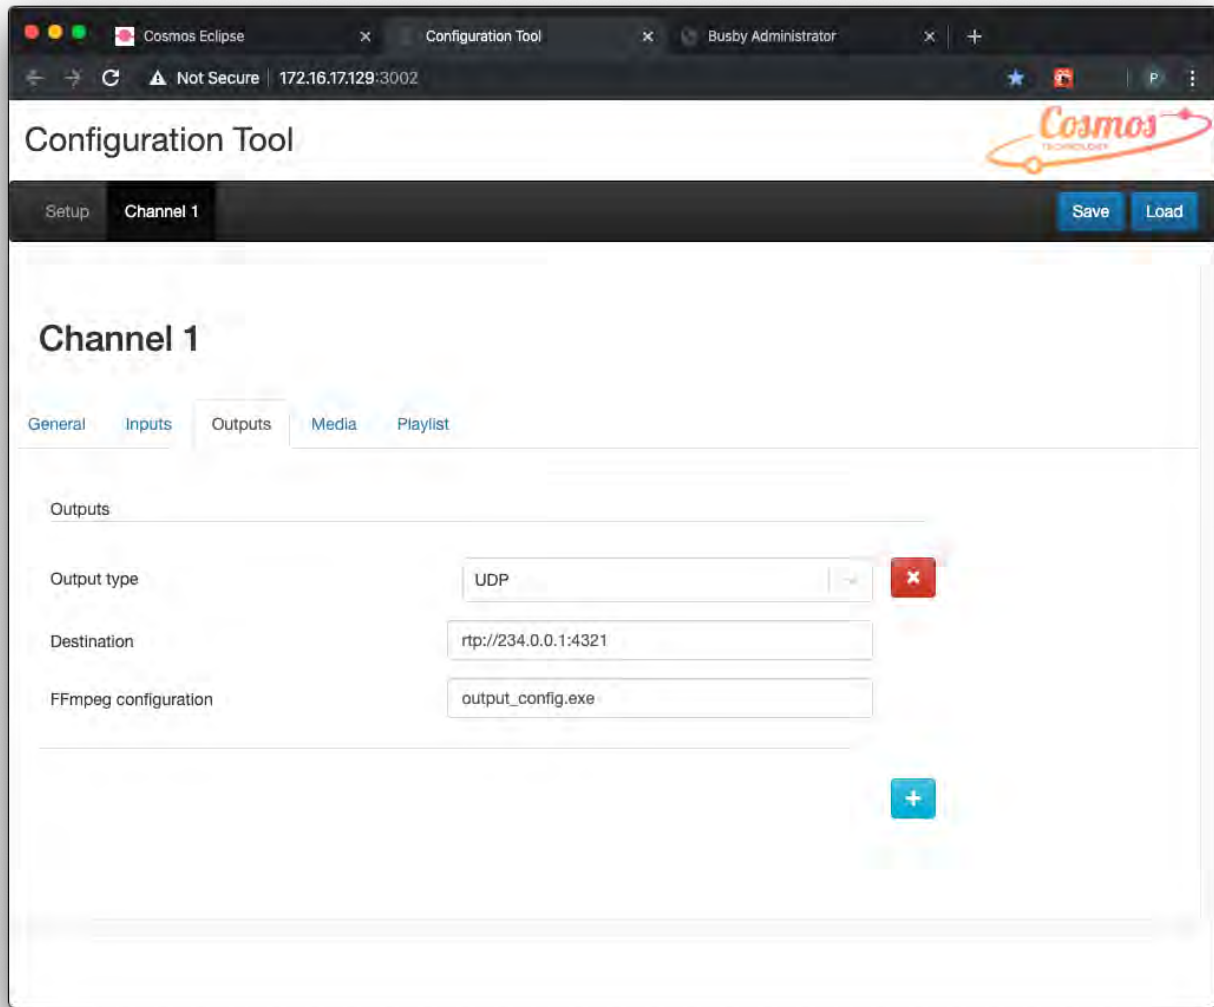 Cosmos Eclipse
Configuration Tool
Busby Administrator
Not Secure 172.16.17.129:3002
P
Configuration Tool
Cosmos
TECHNOLOGY
Setup
Channel 1
Save
Load
Channel 1
General
Inputs
Outputs
Media
Playlist
Outputs
Output type
UDP
Destination
rtp://234.0.0.1:4321
FFmpeg configuration
output_config.exe